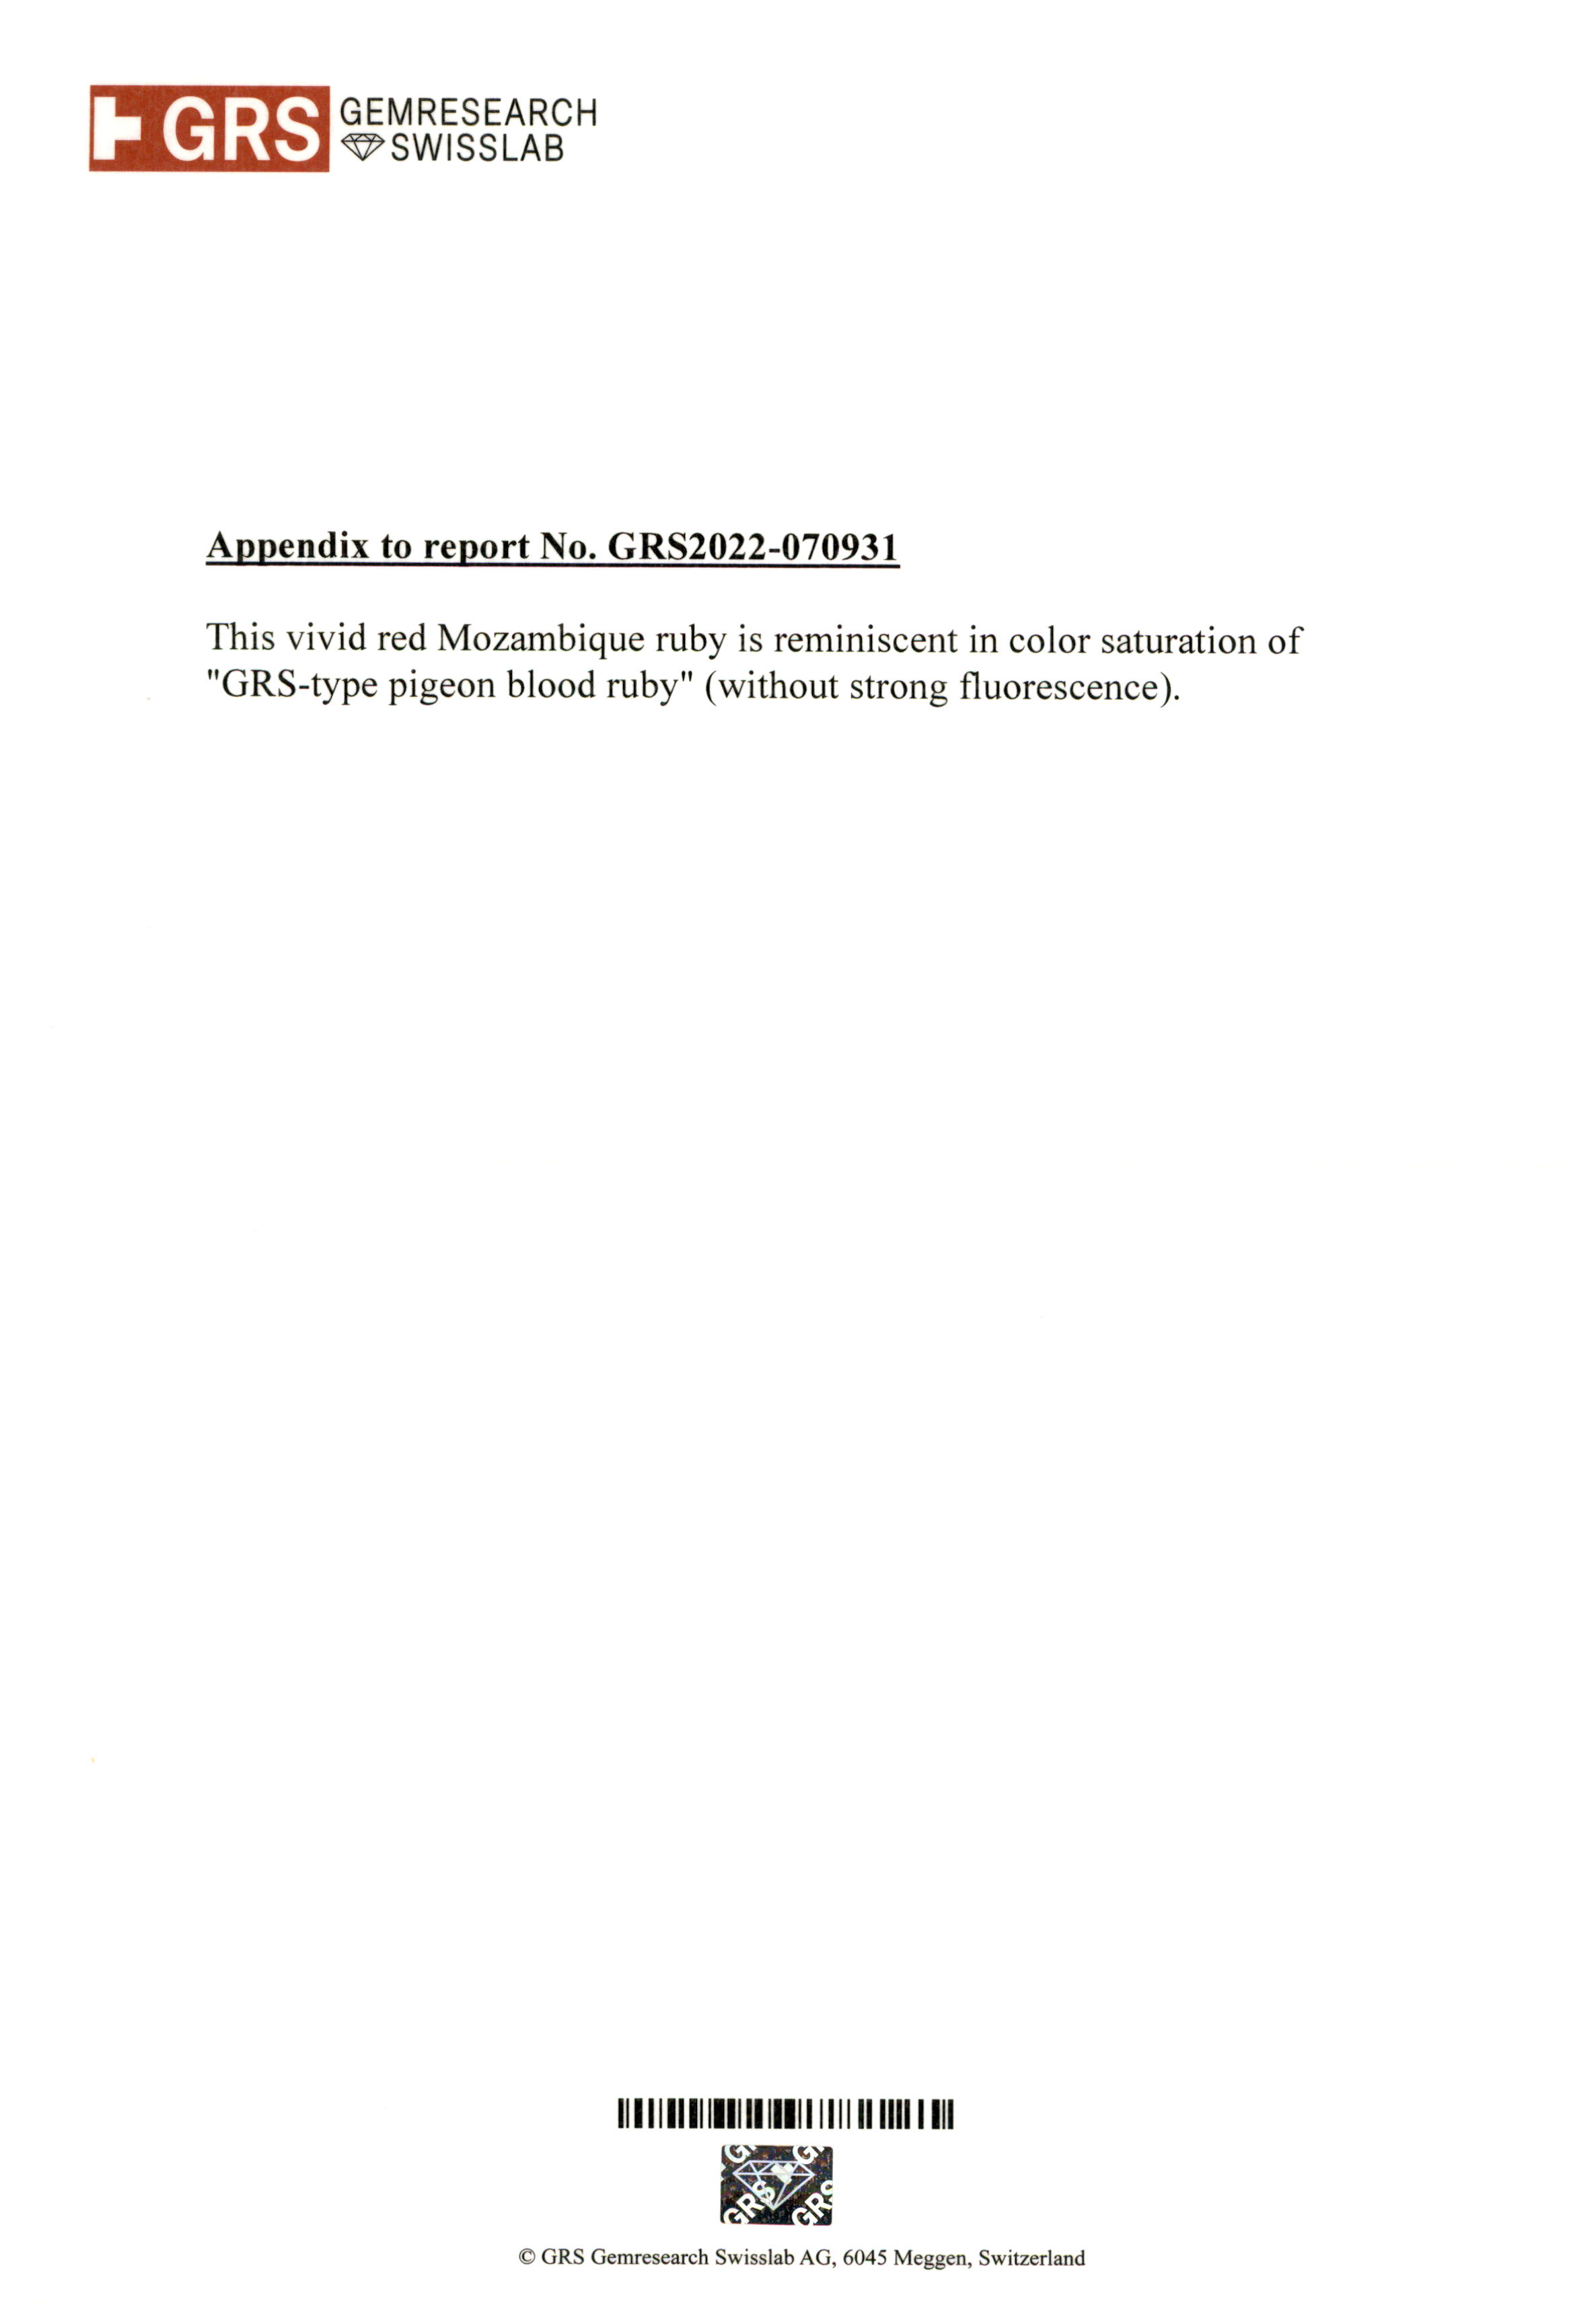 GRS GEMRESEARCH
SWISSLAB
Appendix to report No. GRS2022-070931
This vivid red Mozambique ruby is reminiscent in color saturation of
"GRS-type pigeon blood ruby" (without strong fluorescence).
GRS GRS
© GRS Gemresearch Swisslab AG, 6045 Meggen, Switzerland